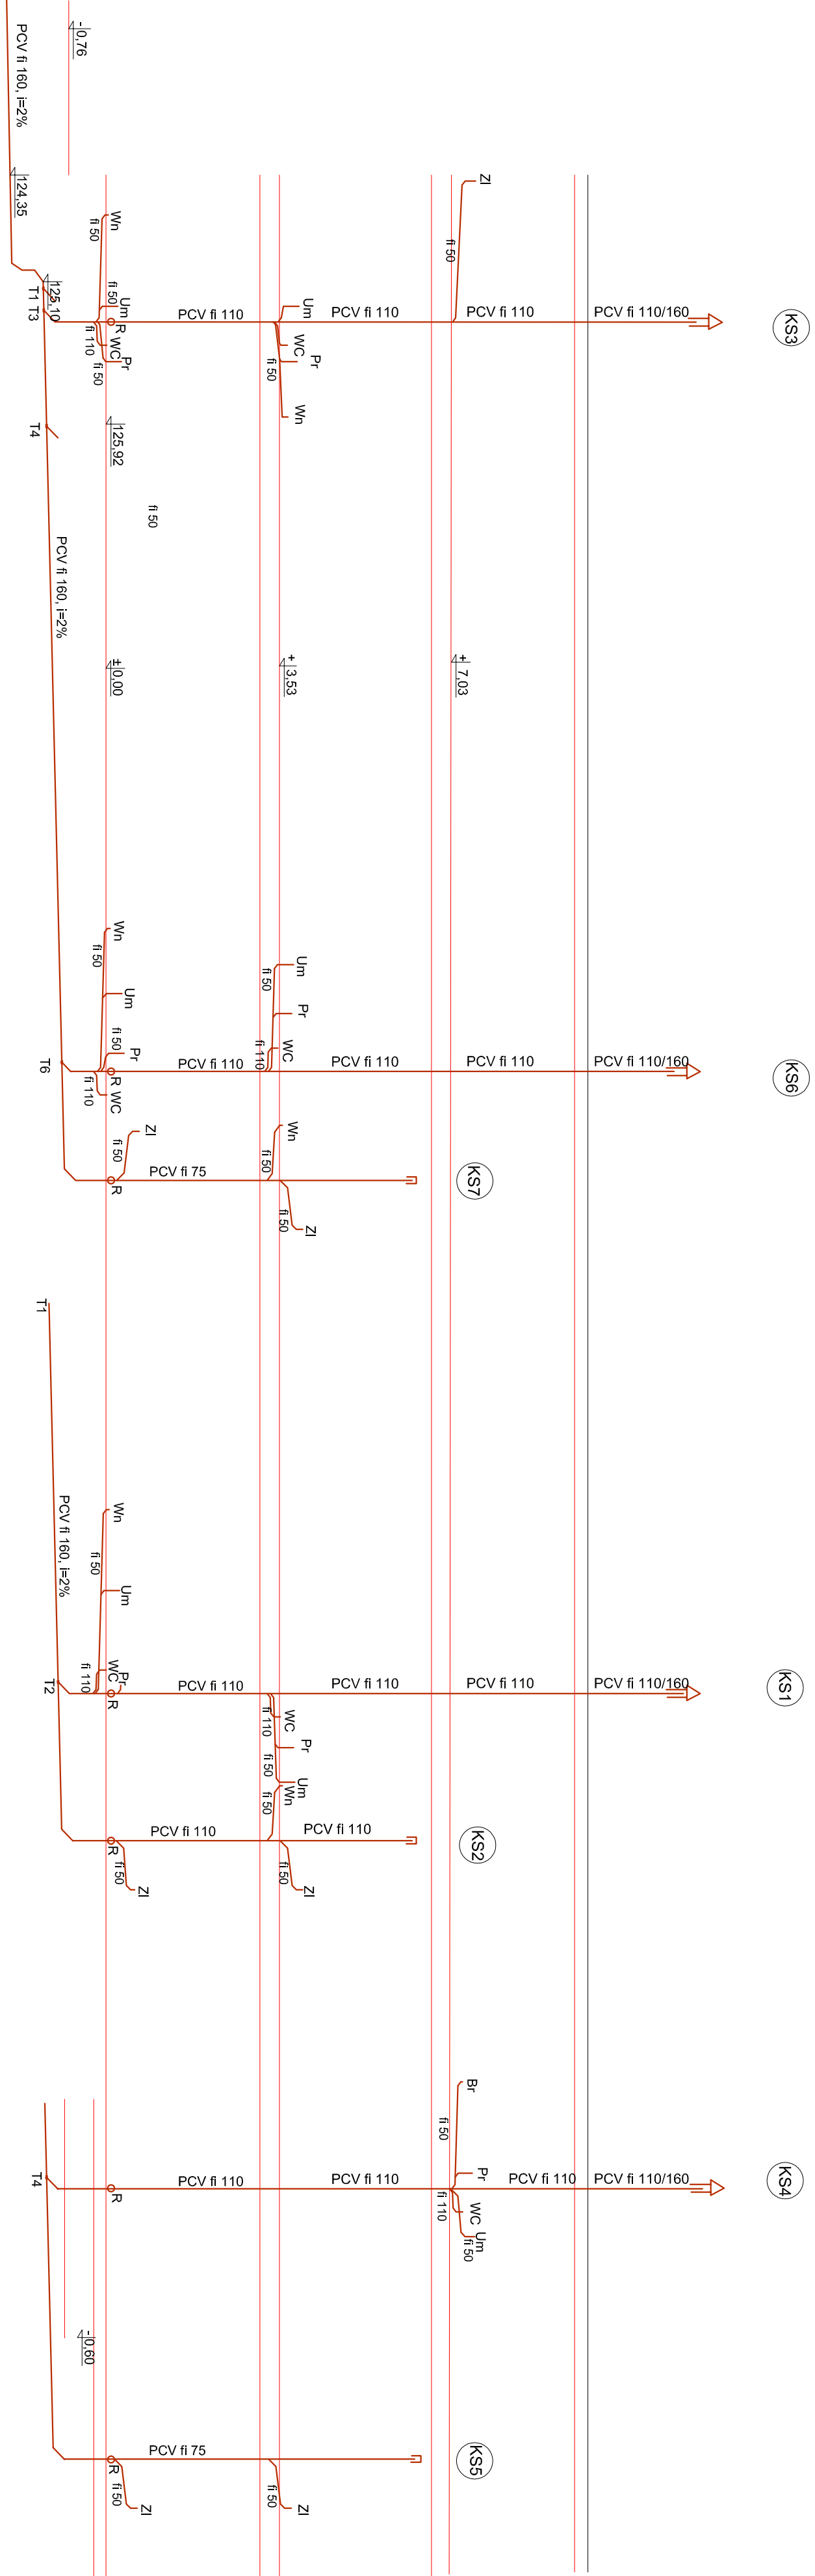 PCV fi 160, i=2%
- 0,76
124,35
Zl
fi 50
Wn
fi 50
125,10
T1 T3
fi 50
Um
R
fi 110
WC
Pr
fi 50
PCV fi 110
Um
WC
Pr
fi 50
Wn
PCV fi 110
PCV fi 110
PCV fi 110/160
KS3
T4
125,92
fi 50
PCV fi 160, i=2%
±0,00
+3,53
+7,03
Wn
fi 50
Um
fi 50
Pr
T6
R WC
fi 110
PCV fi 110
Um
fi 50
Pr
WC
fi 110
PCV fi 110
PCV fi 110
PCV fi 110/160
KS6
Zl
fi 50
R
PCV fi 75
Wn
fi 50
fi 50
Zl
KS7
T1
PCV fi 160, i=2%
Wn
fi 50
Um
T2
fi 110
WC
Pr
R
PCV fi 110
PCV fi 110
PCV fi 110
PCV fi 110/160
KS1
fi 110
WC
Pr
fi 50
Um
Wn
fi 50
R
PCV fi 110
PCV fi 110
KS2
fi 50
Zl
fi 50
Zl
Br
fi 50
Pr
T4
R
PCV fi 110
PCV fi 110
PCV fi 110
PCV fi 110/160
KS4
fi 110
WC
Um
fi 50
- 0,60
R
PCV fi 75
KS5
fi 50
Zl
fi 50
Zl